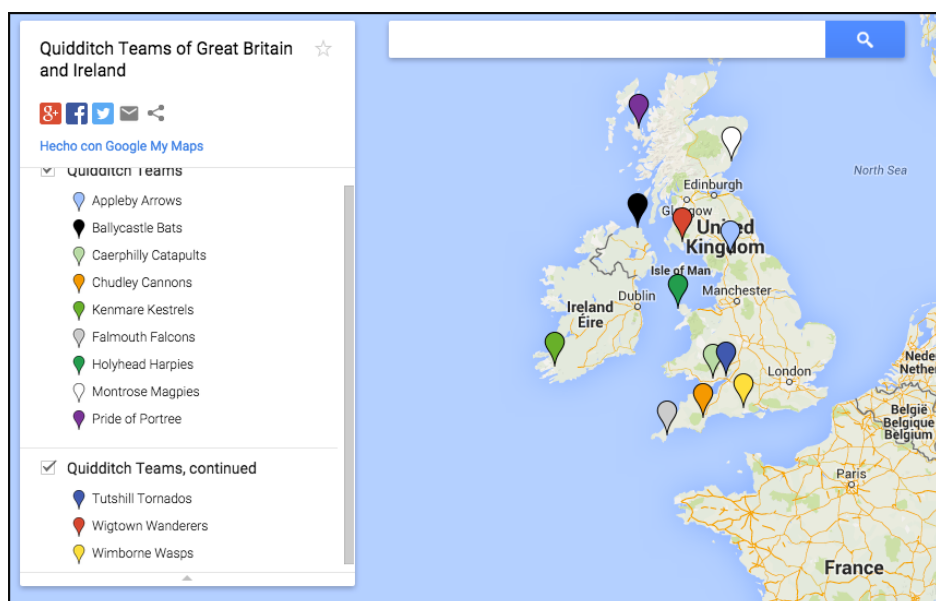 Quidditch Teams of Great Britain
and Ireland
8+
Hecho con Google My Maps
Quidditch Teams
Appleby Arrows
Ballycastle Bats
Caerphilly Catapults
Chudley Cannons
Kenmare Kestrels
Falmouth Falcons
Holyhead Harpies
Montrose Magpies
Pride of Portree
Quidditch Teams, continued
Tutshill Tornados
Wigtown Wanderers
Wimborne Wasps
North Sea
Edinburgh
Glasgow
United
Kingdom
Isle of Man
Dublin
Manchester
Ireland
Éire
London
Neder
Nether
België
Belgique
Belgium
Paris
France